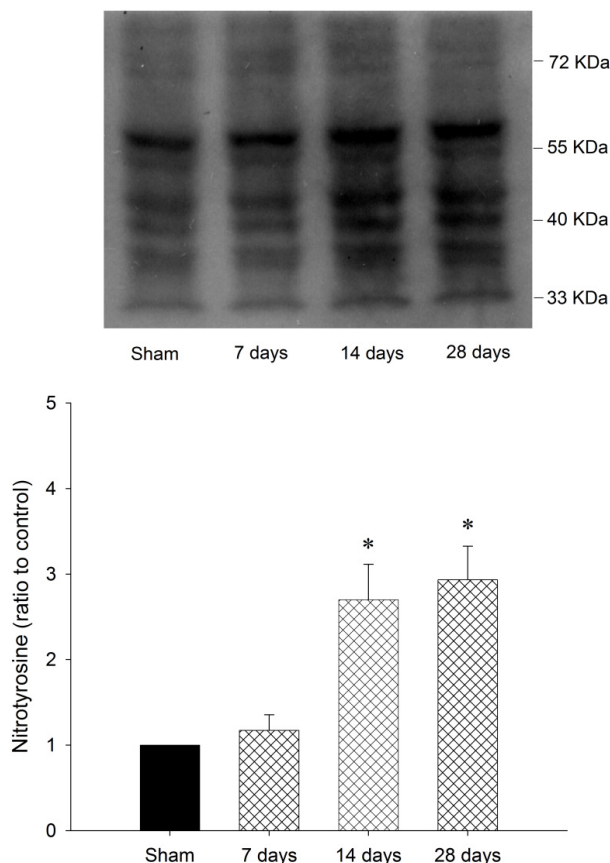 72 KDa
55 KDa
40 KDa
33 KDa
Sham 7 days 14 days 28 days
Nitrotyrosine (ratio to control)
5
4
3
2
1
0
*
*
Sham 7 days 14 days 28 days